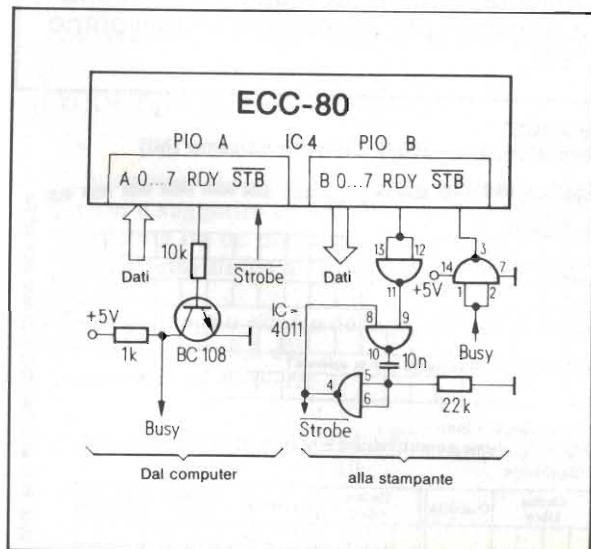 ECC-80
PIO A IC4 PIO B
A 0...7 RDY STB B 0...7 RDY STB
13 12 3
10k 14 7
Dati Strobe Dati 11 +5V 1 2
+5V IC 8 9
4011 Busy
1k BC 108 10 10n
4 5
6 22k
Strobe
Busy
Dal computer alla stampante